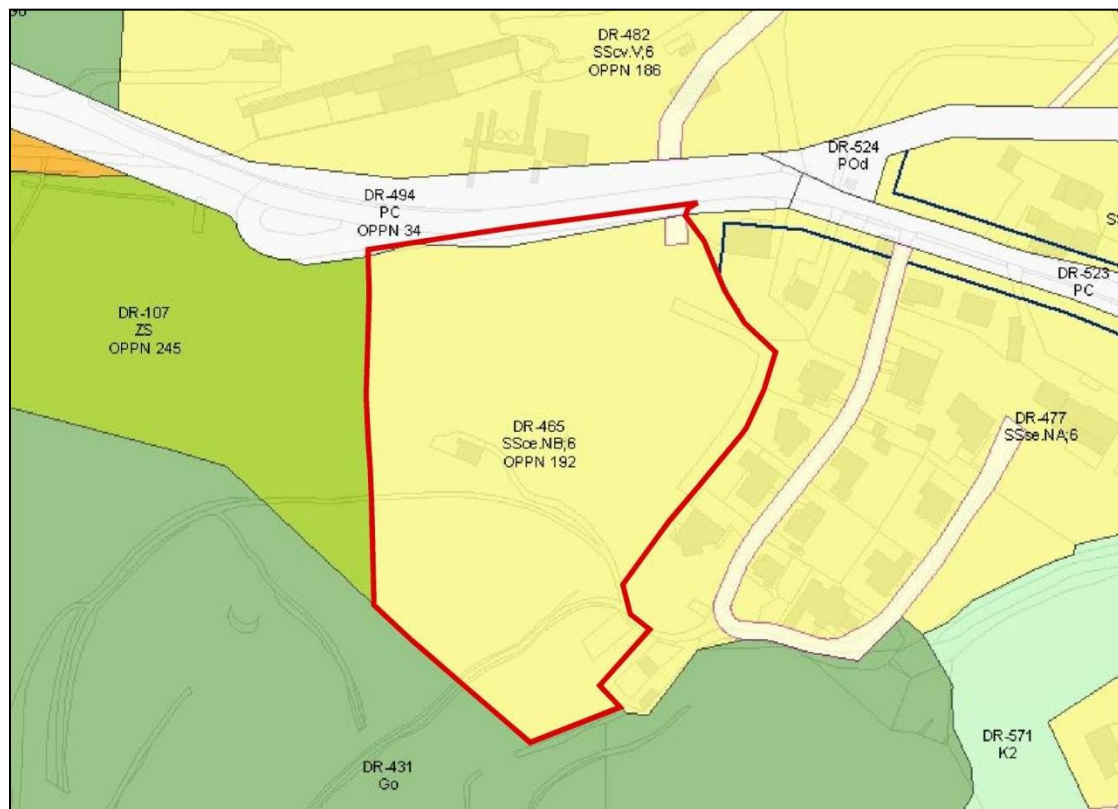 Go
DR-482
SScv.V;6
OPPN 186
DR-524
POd
DR-494
PC
OPPN 34
DR-523
PC
DR-107
ZS
OPPN 245
DR-465
SSce.NB;6
OPPN 192
DR-477
SSse.NA;6
DR-571
K2
DR-431
Go